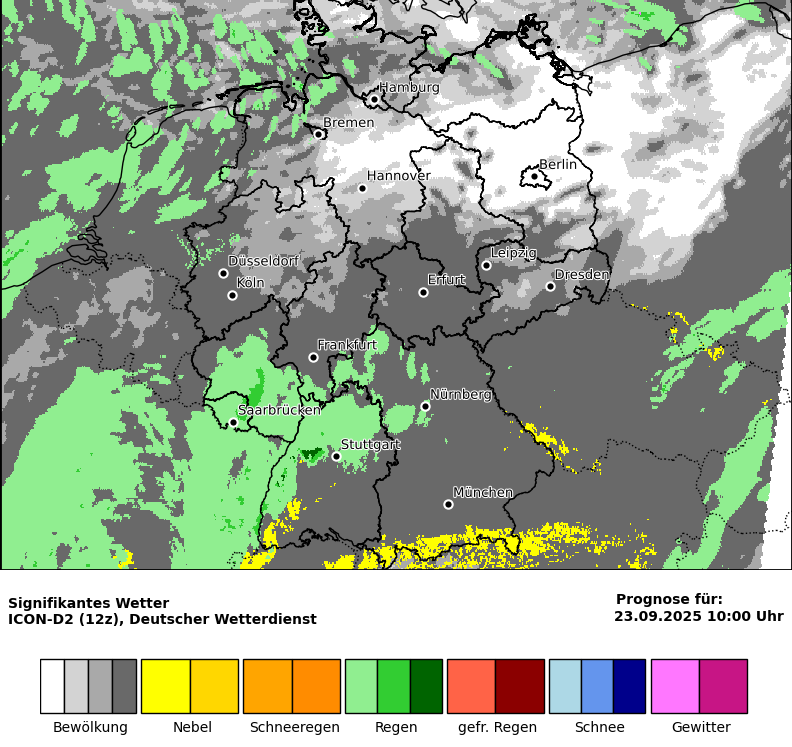 Hamburg
Bremen
Berlin
Hannover
Leipzig
Düsseldorf
Dresden
Köln
Erfurt
Frankfurt
Nürnberg
Saarbrücken
Stuttgart
München
Signifikantes Wetter
ICON-D2 (12z), Deutscher Wetterdienst
Prognose für:
23.09.2025 10:00 Uhr
Bewölkung Nebel Schneeregen Regen gefr. Regen Schnee Gewitter